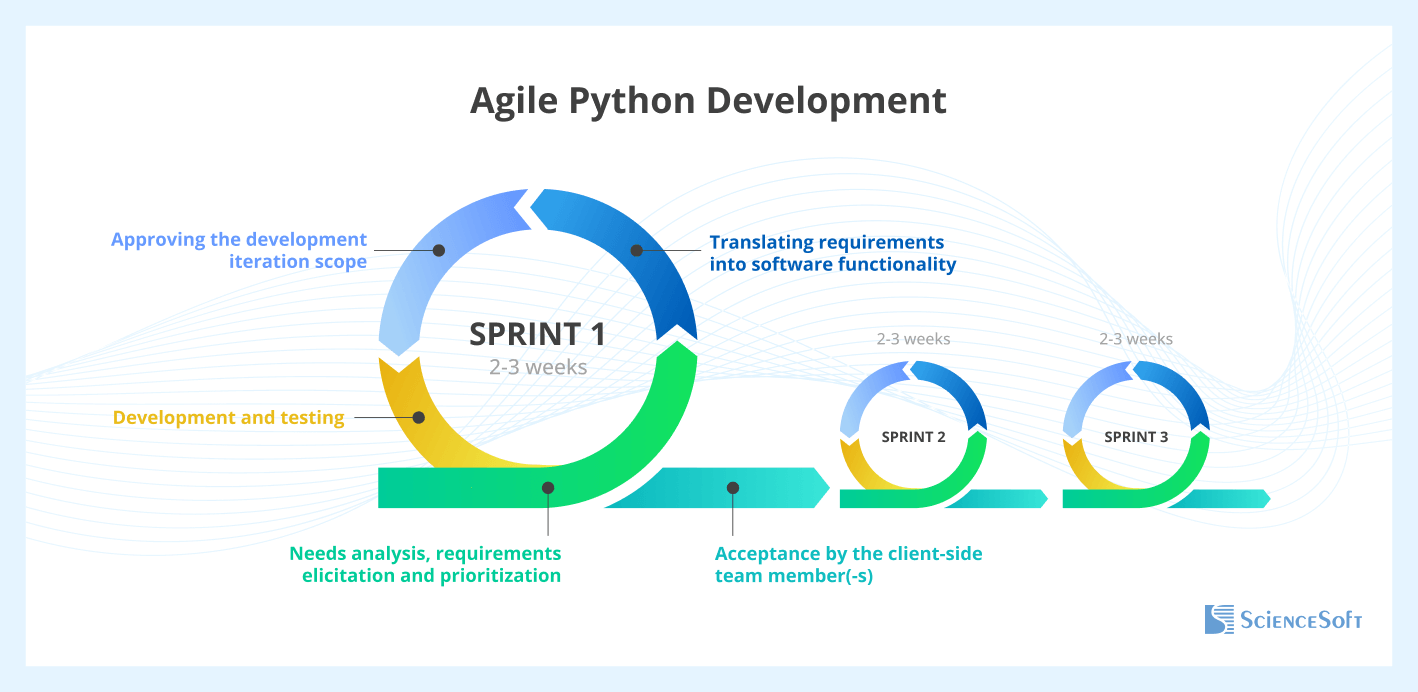 Agile Python Development
Approving the development
iteration scope
Translating requirements
into software functionality
SPRINT 1
2-3 weeks
Development and testing
Needs analysis, requirements
elicitation and prioritization
Acceptance by the client-side
team member(-s)
2-3 weeks
SPRINT 2
2-3 weeks
SPRINT 3
ScienceSoft